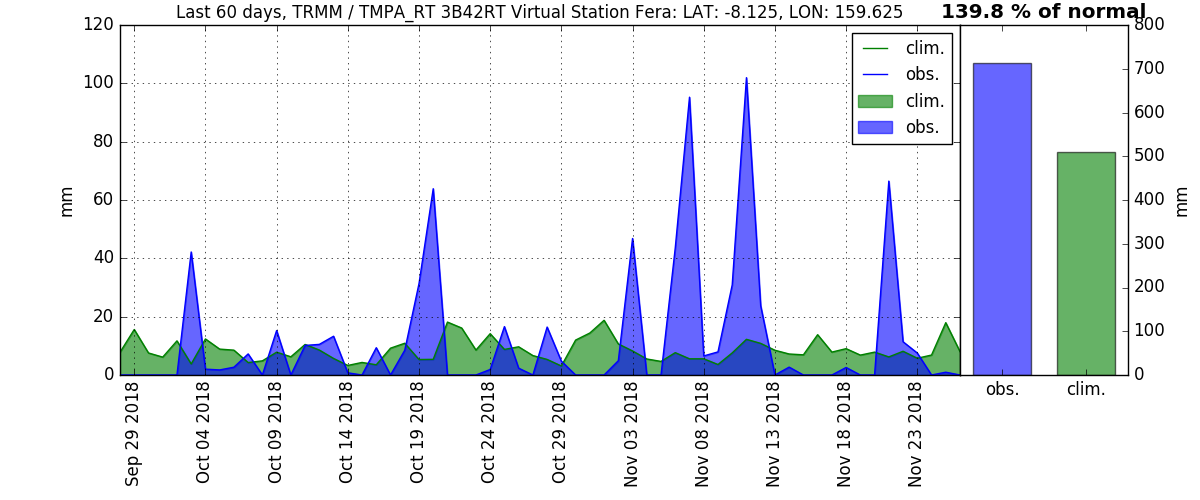 Last 60 days, TRMM / TMPA_RT 3B42RT Virtual Station Fera: LAT: -8.125, LON: 159.625
139.8 % of normal
120
100
80
60
40
20
0
mm
clim.
obs.
clim.
obs.
800
700
600
500
400
300
200
100
0
mm
Sep 29 2018
Oct 04 2018
Oct 09 2018
Oct 14 2018
Oct 19 2018
Oct 24 2018
Oct 29 2018
Nov 03 2018
Nov 08 2018
Nov 13 2018
Nov 18 2018
Nov 23 2018
obs.
clim.